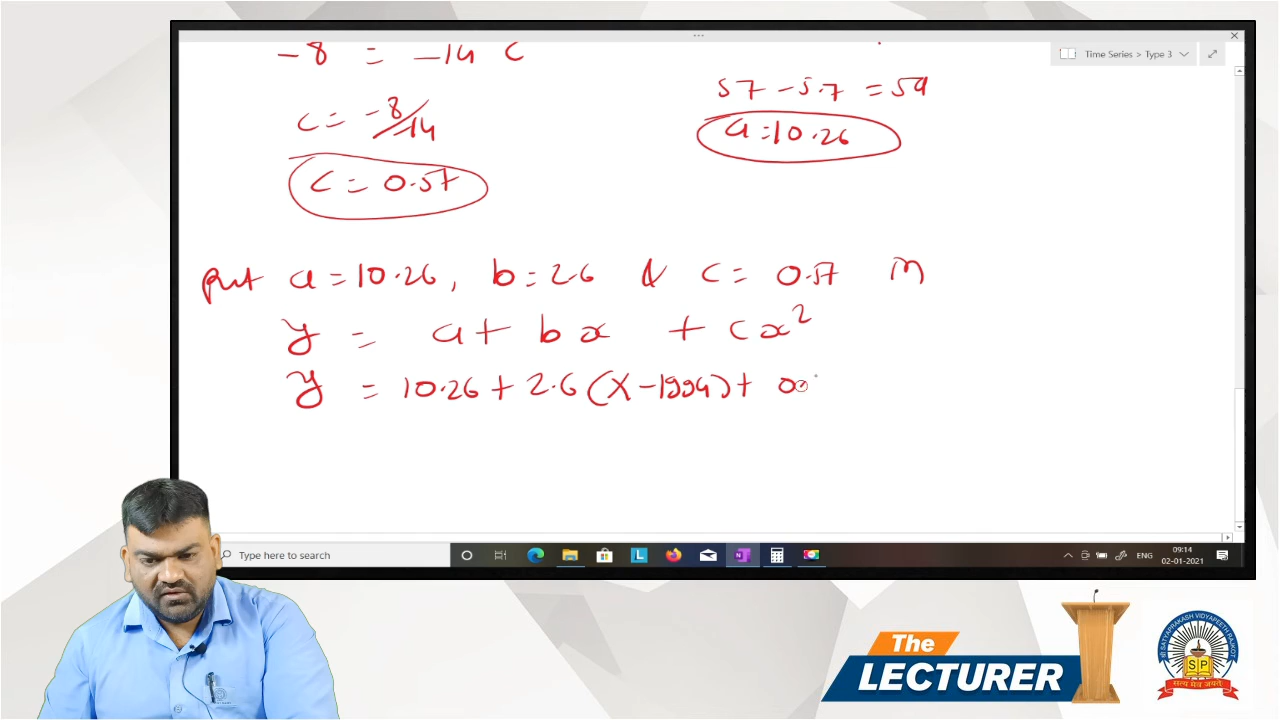 Time Series > Type 3
-8 = -14 C
57 - 5.7 = 5a
c = -8/-14
a = 10.26
c = 0.57
put a = 10.26, b = 2.6 & c = 0.57 in
y = a + bx + cx²
y = 10.26 + 2.6 (X - 1994) + 0.
Type here to search
ENG
09:14
02-01-2021
The
LECTURER
SP